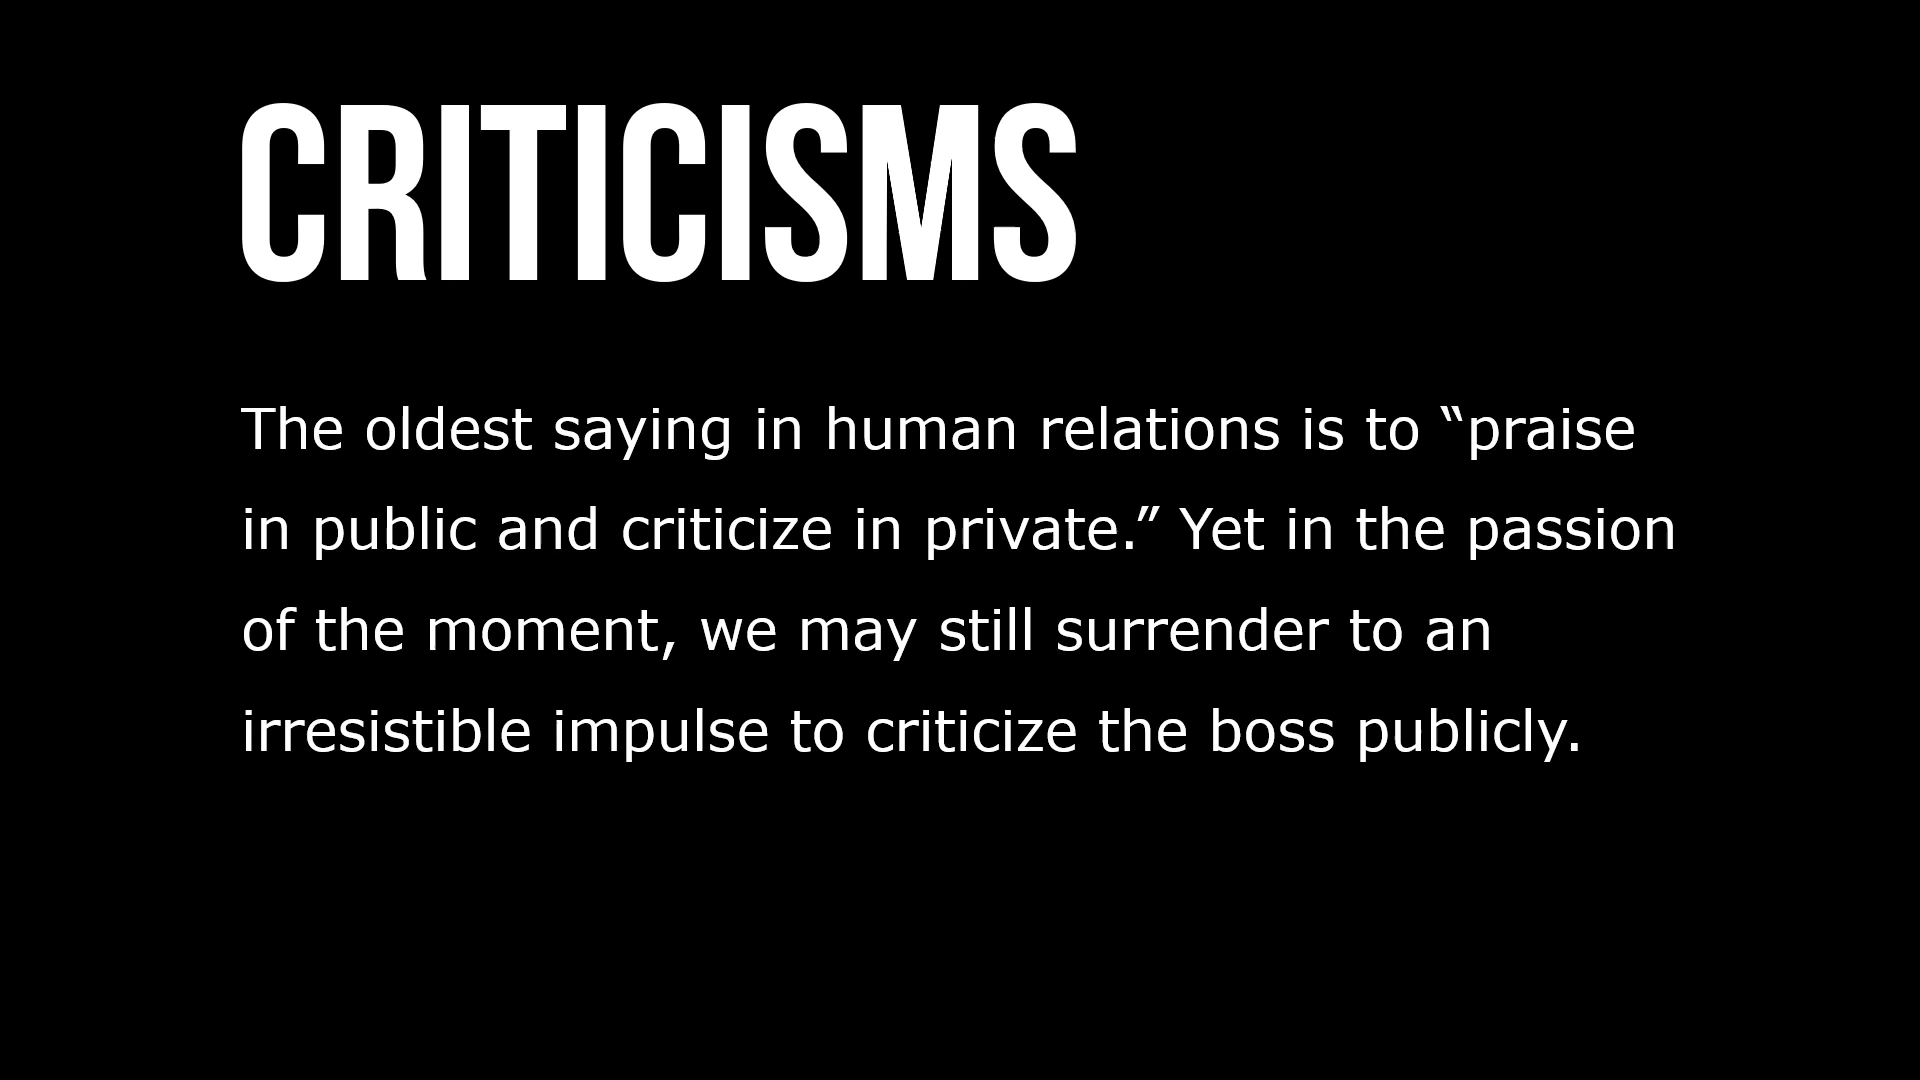 CRITICISMS
The oldest saying in human relations is to “praise
in public and criticize in private.” Yet in the passion
of the moment, we may still surrender to an
irresistible impulse to criticize the boss publicly.